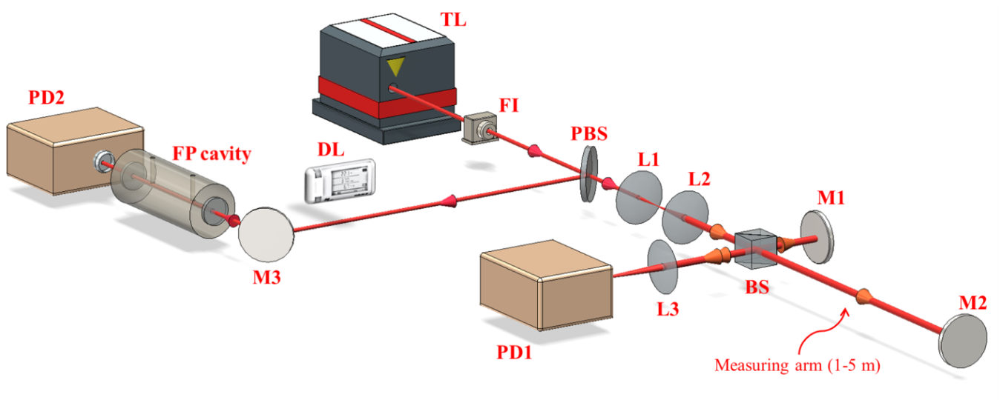 TL
PD2
FI
FP cavity
DL
PBS
L1
L2
M1
M3
BS
L3
M2
PD1
Measuring arm (1-5 m)